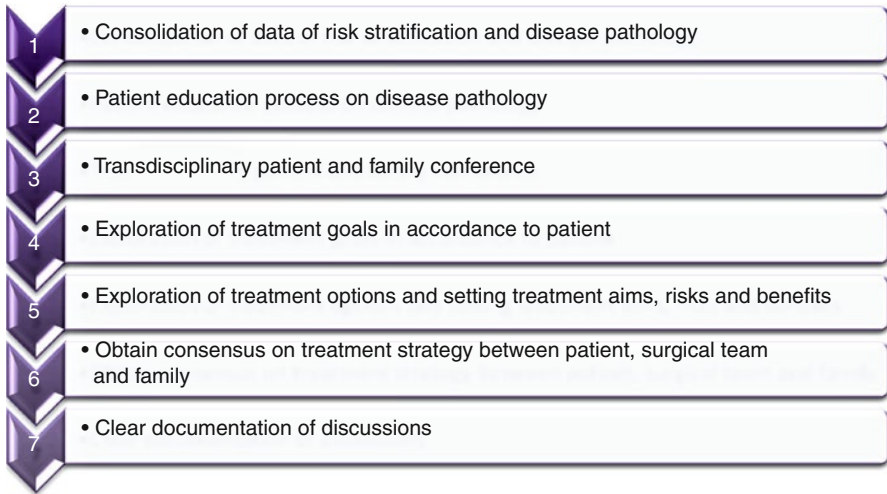 1
• Consolidation of data of risk stratification and disease pathology
2
• Patient education process on disease pathology
3
• Transdisciplinary patient and family conference
4
• Exploration of treatment goals in accordance to patient
5
• Exploration of treatment options and setting treatment aims, risks and benefits
6
• Obtain consensus on treatment strategy between patient, surgical team
and family
7
• Clear documentation of discussions